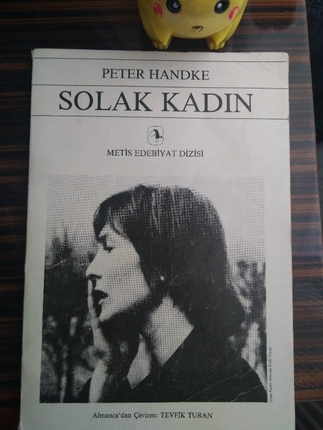 PETER HANDKE
SOLAK KADIN
METİS EDEBİYAT DİZİSİ
Almanca'dan Çeviren: TEVFİK TURAN